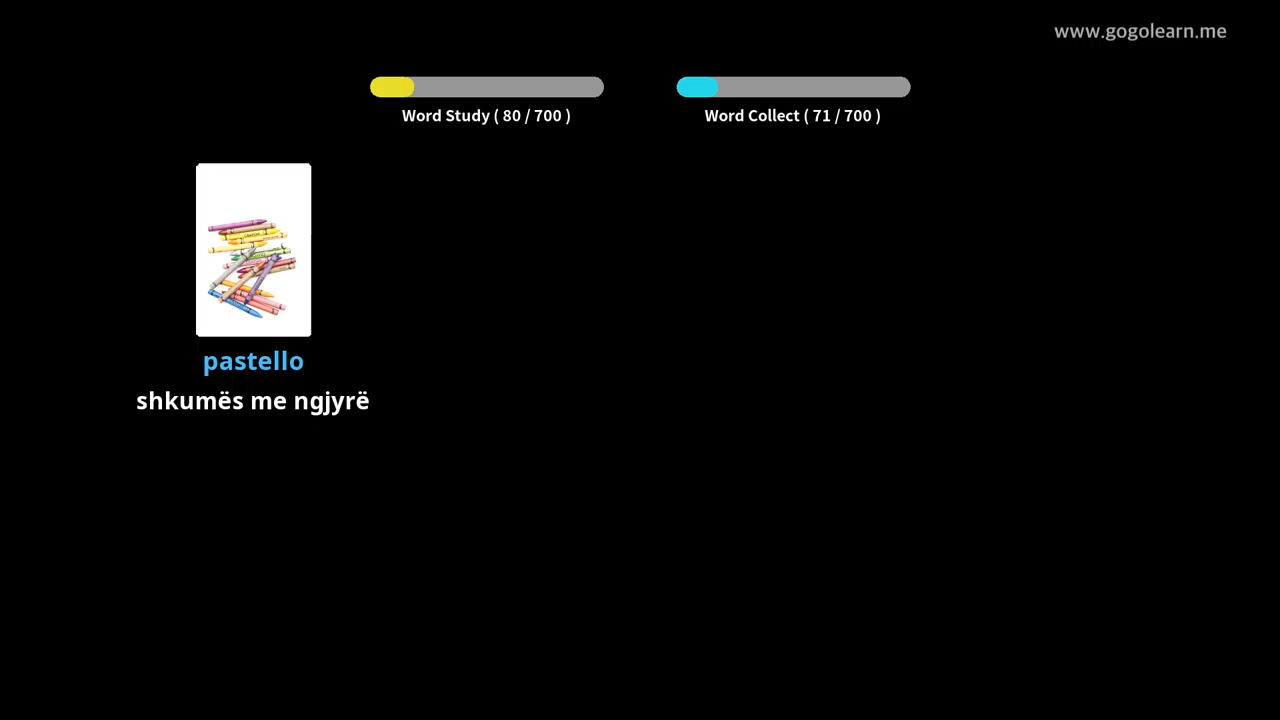 www.gogolearn.me
Word Study ( 80 / 700 )
Word Collect ( 71 / 700 )
pastello
shkumës me ngjyrë